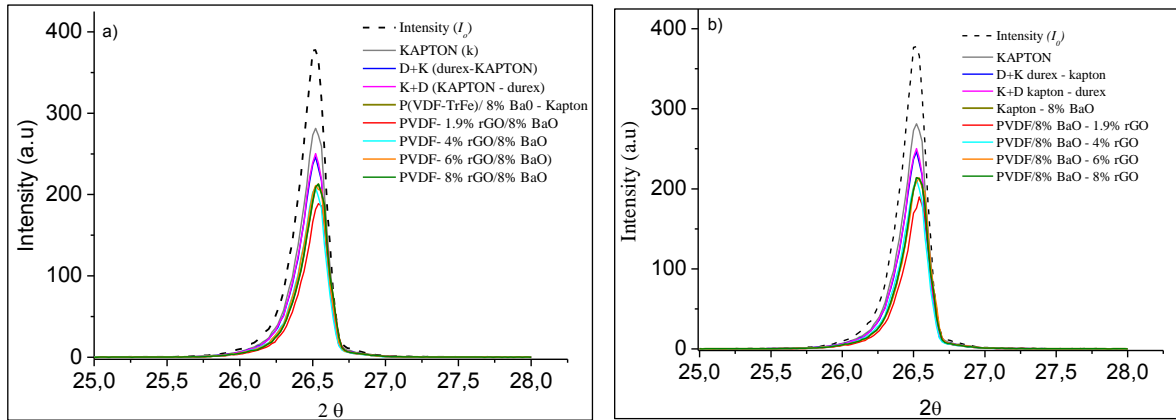 a)
Intensity (I_o)
KAPTON (k)
D+K (durex-KAPTON)
K+D (KAPTON - durex)
P(VDF-TrFe)/ 8% Ba0 - Kapton
PVDF- 1.9% rGO/8% BaO
PVDF- 4% rGO/8% BaO
PVDF- 6% rGO/8% BaO)
PVDF- 8% rGO/8% BaO
400
300
200
100
0
Intensity (a.u)
25,0 25,5 26,0 26,5 27,0 27,5 28,0
2 θ
b)
Intensity (I_0)
KAPTON
D+K durex - kapton
K+D kapton - durex
Kapton - 8% BaO
PVDF/8% BaO - 1.9% rGO
PVDF/8% BaO - 4% rGO
PVDF/8% BaO - 6% rGO
PVDF/8% BaO - 8% rGO
400
300
200
100
0
Intensity (a.u)
25,0 25,5 26,0 26,5 27,0 27,5 28,0
2θ